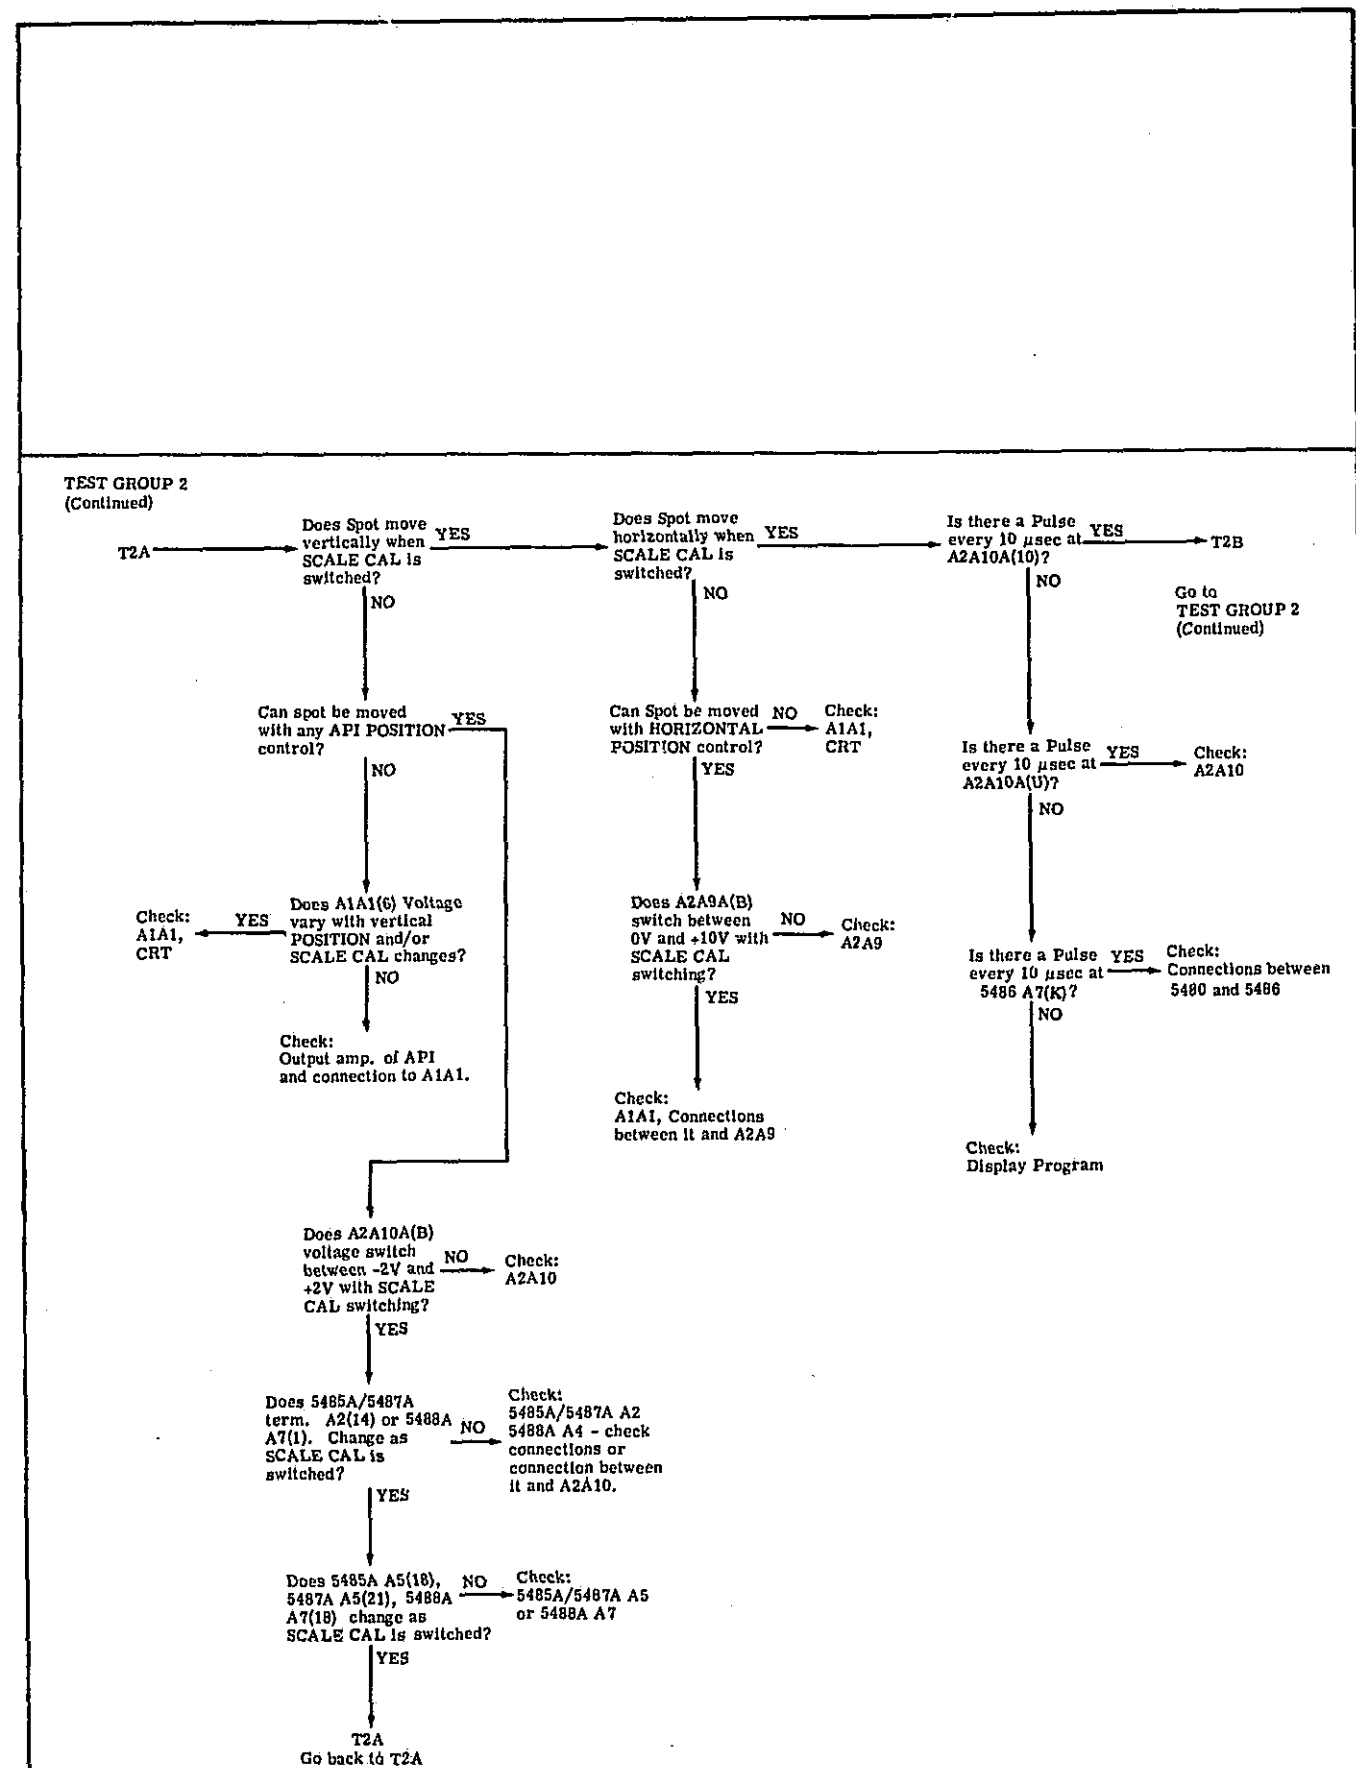 TEST GROUP 2
(Continued)
T2A
Does Spot move
vertically when
SCALE CAL is
switched?
YES
NO
Does Spot move
horizontally when
SCALE CAL is
switched?
YES
NO
Is there a Pulse
every 10 μsec at
A2A10A(10)?
YES
NO
T2B
Go to
TEST GROUP 2
(Continued)
Can spot be moved
with any API POSITION
control?
YES
NO
Can Spot be moved
with HORIZONTAL
POSITION control?
NO
YES
Check:
A1A1,
CRT
Is there a Pulse
every 10 μsec at
A2A10A(U)?
YES
NO
Check:
A2A10
Check:
A1A1,
CRT
YES
Does A1A1(6) Voltage
vary with vertical
POSITION and/or
SCALE CAL changes?
NO
Does A2A9A(B)
switch between
0V and +10V with
SCALE CAL
switching?
NO
YES
Check:
A2A9
Is there a Pulse
every 10 μsec at
5486 A7(K)?
YES
NO
Check:
Connections between
5480 and 5486
Check:
Output amp. of API
and connection to A1A1.
Check:
A1A1, Connections
between it and A2A9
Check:
Display Program
Does A2A10A(B)
voltage switch
between -2V and
+2V with SCALE
CAL switching?
NO
YES
Check:
A2A10
Does 5485A/5487A
term. A2(14) or 5488A
A7(1). Change as
SCALE CAL is
switched?
NO
YES
Check:
5485A/5487A A2
5488A A4 - check
connections or
connection between
it and A2A10.
Does 5485A A5(18),
5487A A5(21), 5488A
A7(18) change as
SCALE CAL is switched?
NO
YES
Check:
5485A/5487A A5
or 5488A A7
T2A
Go back to T2A